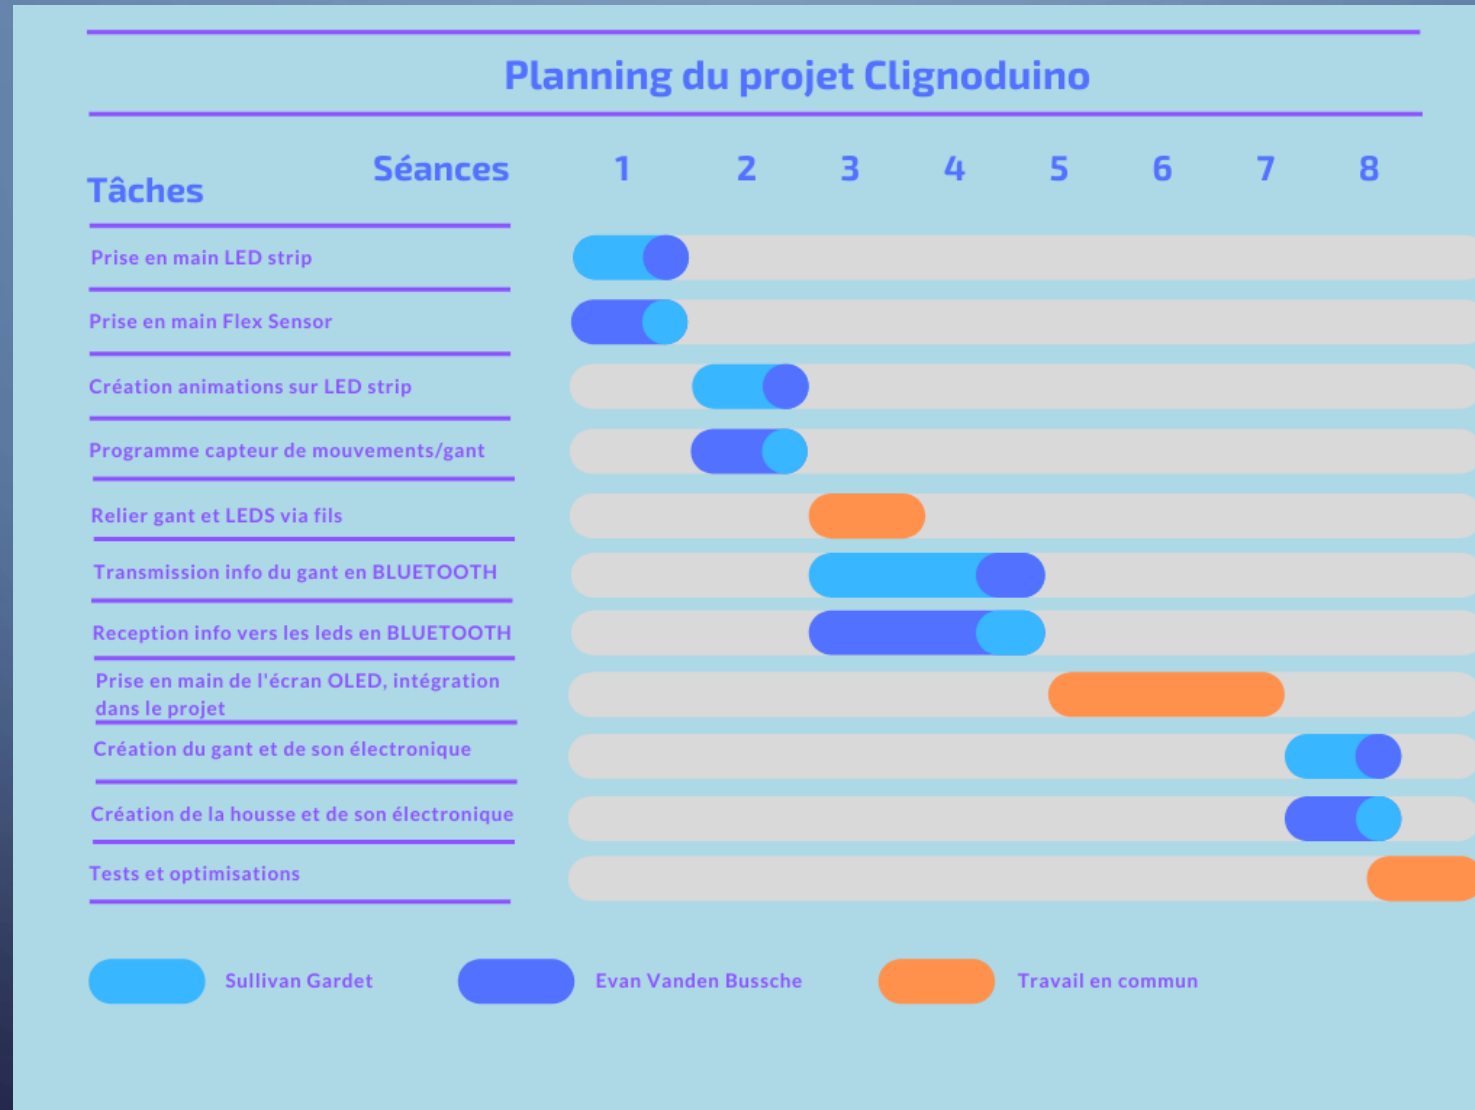 Planning du projet Clignoduino
Séances 1 2 3 4 5 6 7 8
Tâches
Prise en main LED strip
Prise en main Flex Sensor
Création animations sur LED strip
Programme capteur de mouvements/gant
Relier gant et LEDS via fils
Transmission info du gant en BLUETOOTH
Reception info vers les leds en BLUETOOTH
Prise en main de l'écran OLED, intégration
dans le projet
Création du gant et de son électronique
Création de la housse et de son électronique
Tests et optimisations
Sullivan Gardet Evan Vanden Bussche Travail en commun